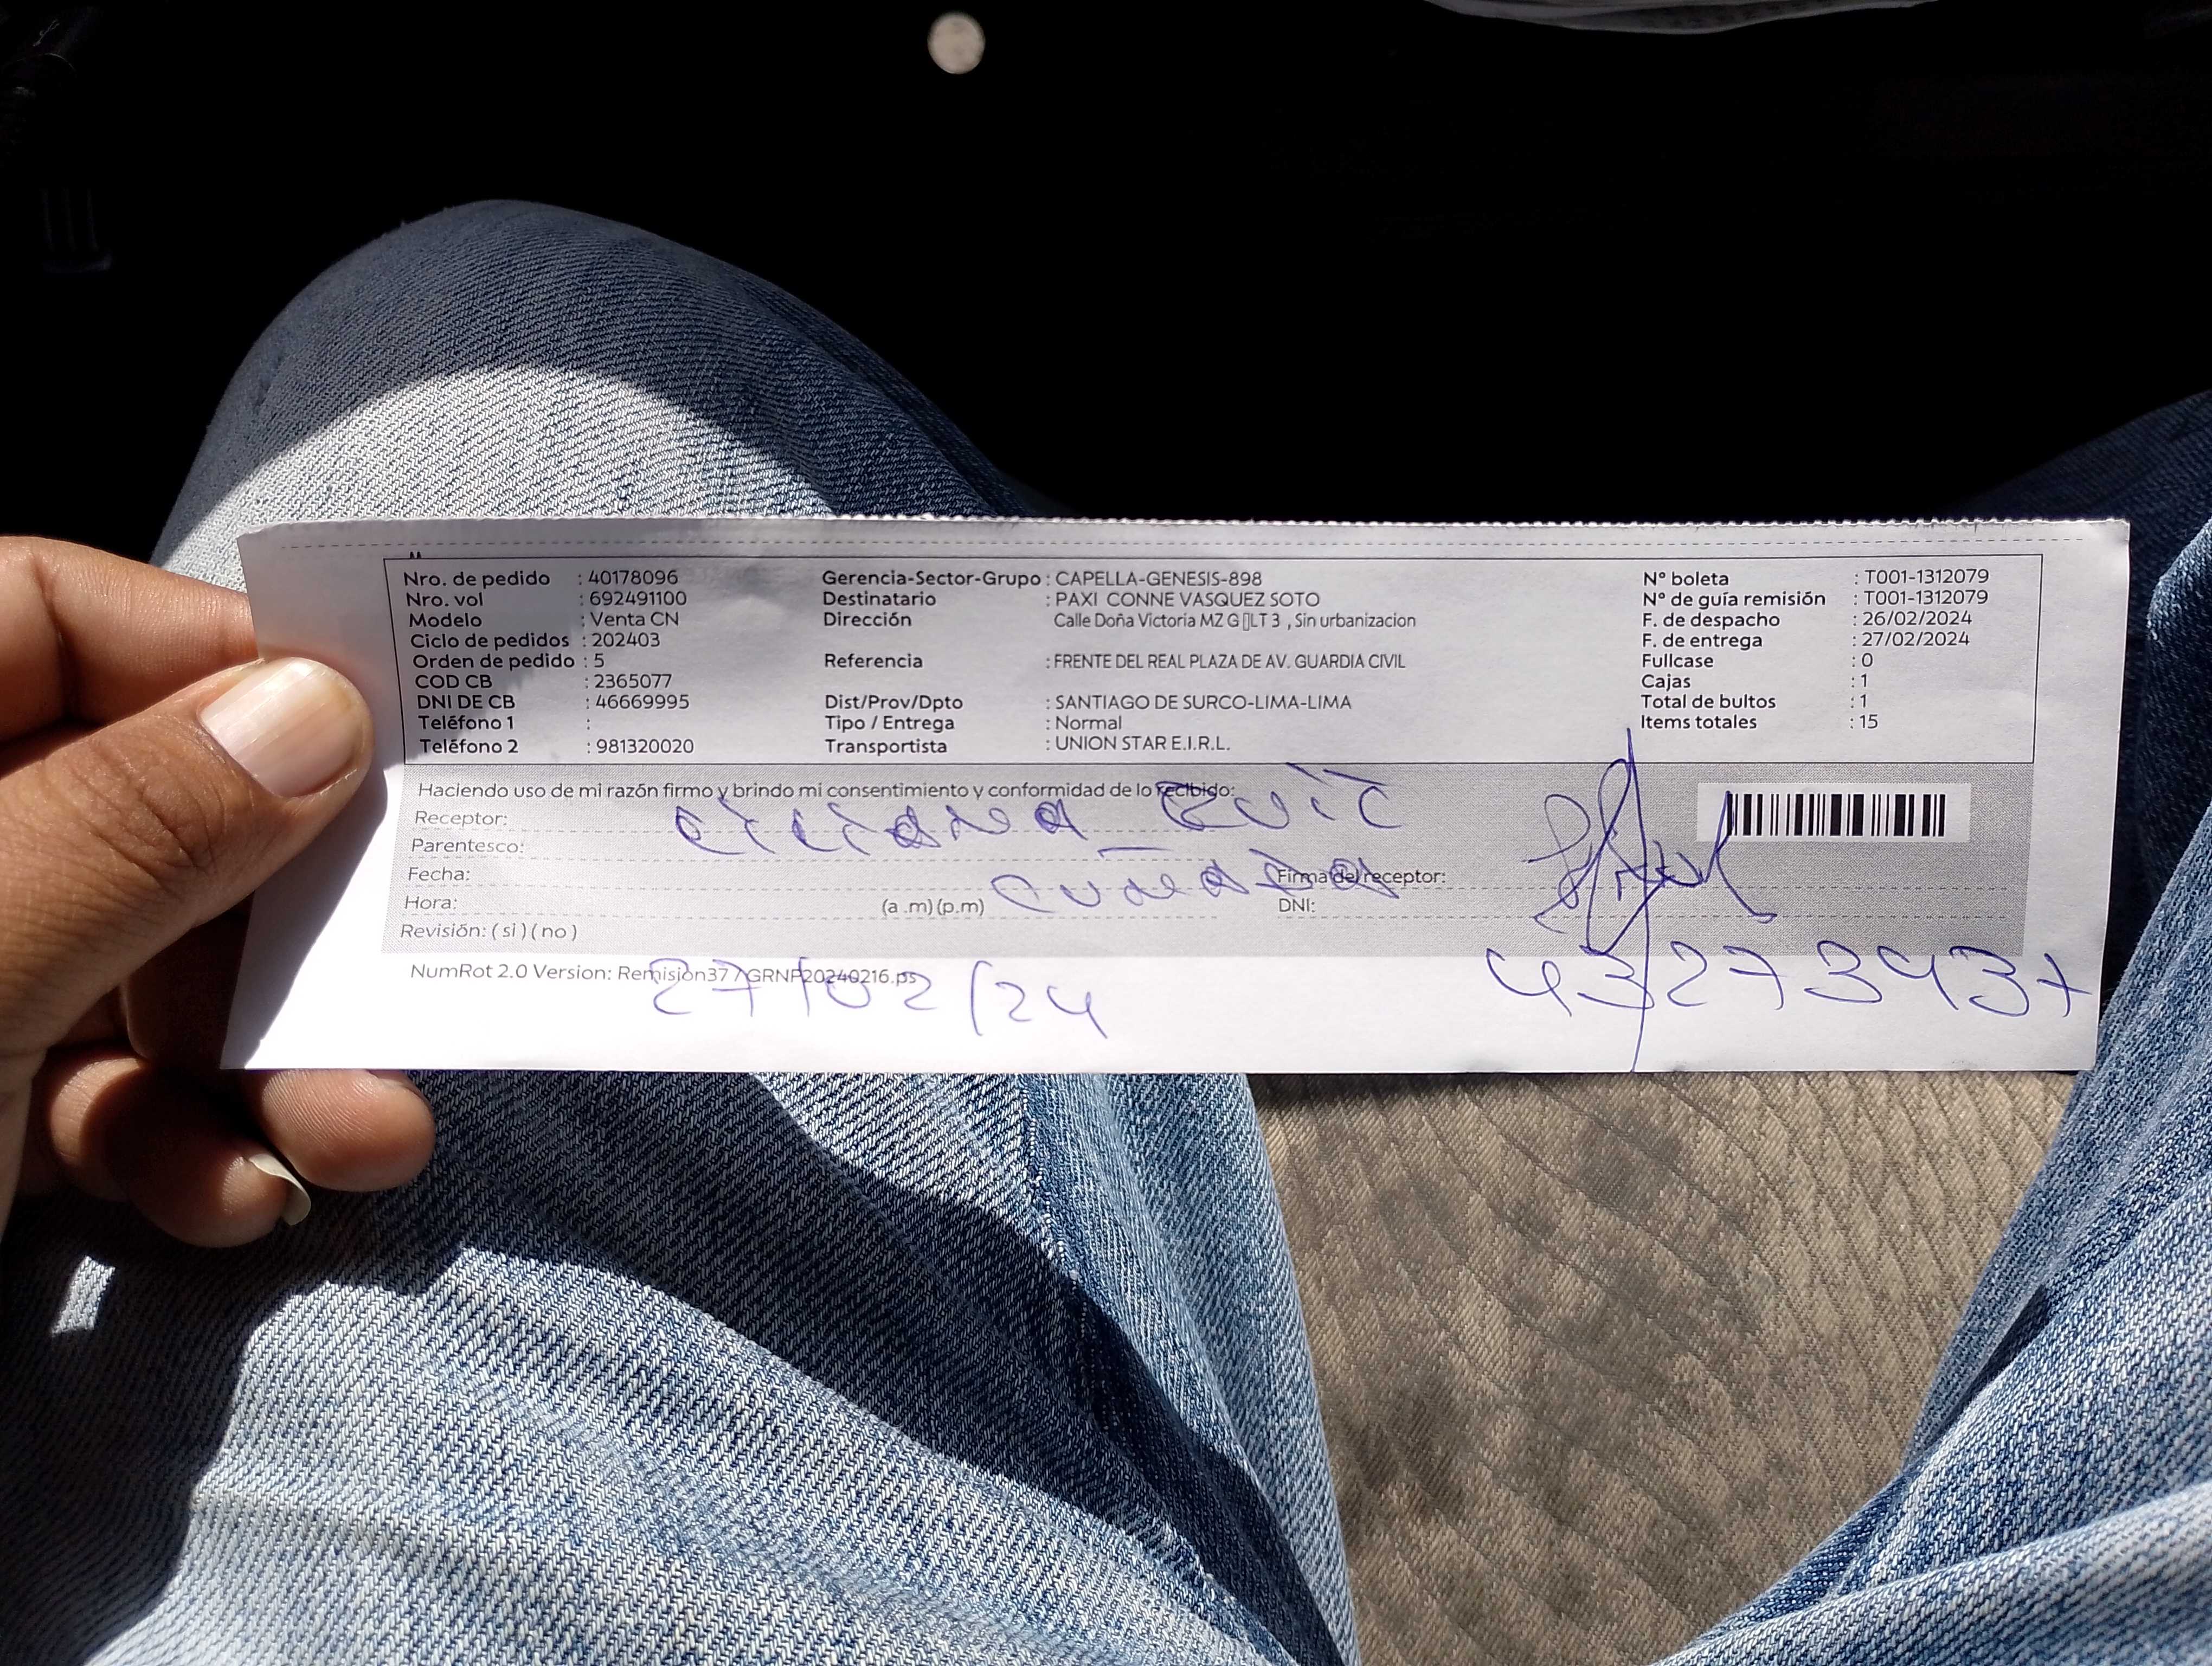 Nro. de pedido : 40178096 Gerencia-Sector-Grupo : CAPELLA-GENESIS-898 N° boleta : T001-1312079
Nro. vol : 692491100 Destinatario : PAXI CONNE VASQUEZ SOTO N° de guía remisión : T001-1312079
Modelo : Venta CN Dirección Calle Doña Victoria MZ G▯LT 3 , Sin urbanizacion F. de despacho : 26/02/2024
Ciclo de pedidos : 202403 F. de entrega : 27/02/2024
Orden de pedido : 5 Referencia : FRENTE DEL REAL PLAZA DE AV. GUARDIA CIVIL Fullcase : 0
COD CB : 2365077 Cajas : 1
DNI DE CB : 46669995 Dist/Prov/Dpto : SANTIAGO DE SURCO-LIMA-LIMA Total de bultos : 1
Teléfono 1 : Tipo / Entrega : Normal Items totales : 15
Teléfono 2 : 981320020 Transportista : UNION STAR E.I.R.L.
Haciendo uso de mi razón firmo y brindo mi consentimiento y conformidad de lo recibido:
Receptor:
Parentesco:
Fecha: cuñada Firma del receptor:
Hora: (a .m) (p.m) DNI:
Revisión: ( si ) ( no )
NumRot 2.0 Version: Remision37 7GRNP20240216.ps
27/02/24